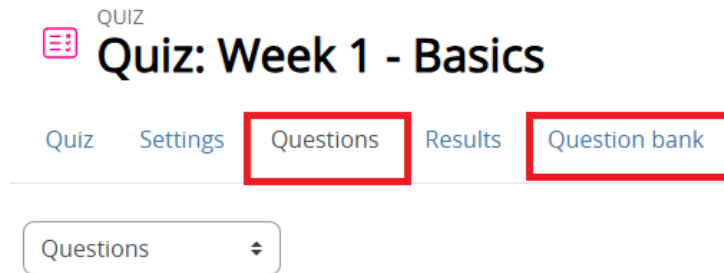 QUIZ
Quiz: Week 1 - Basics
Quiz Settings Questions Results Question bank
Questions